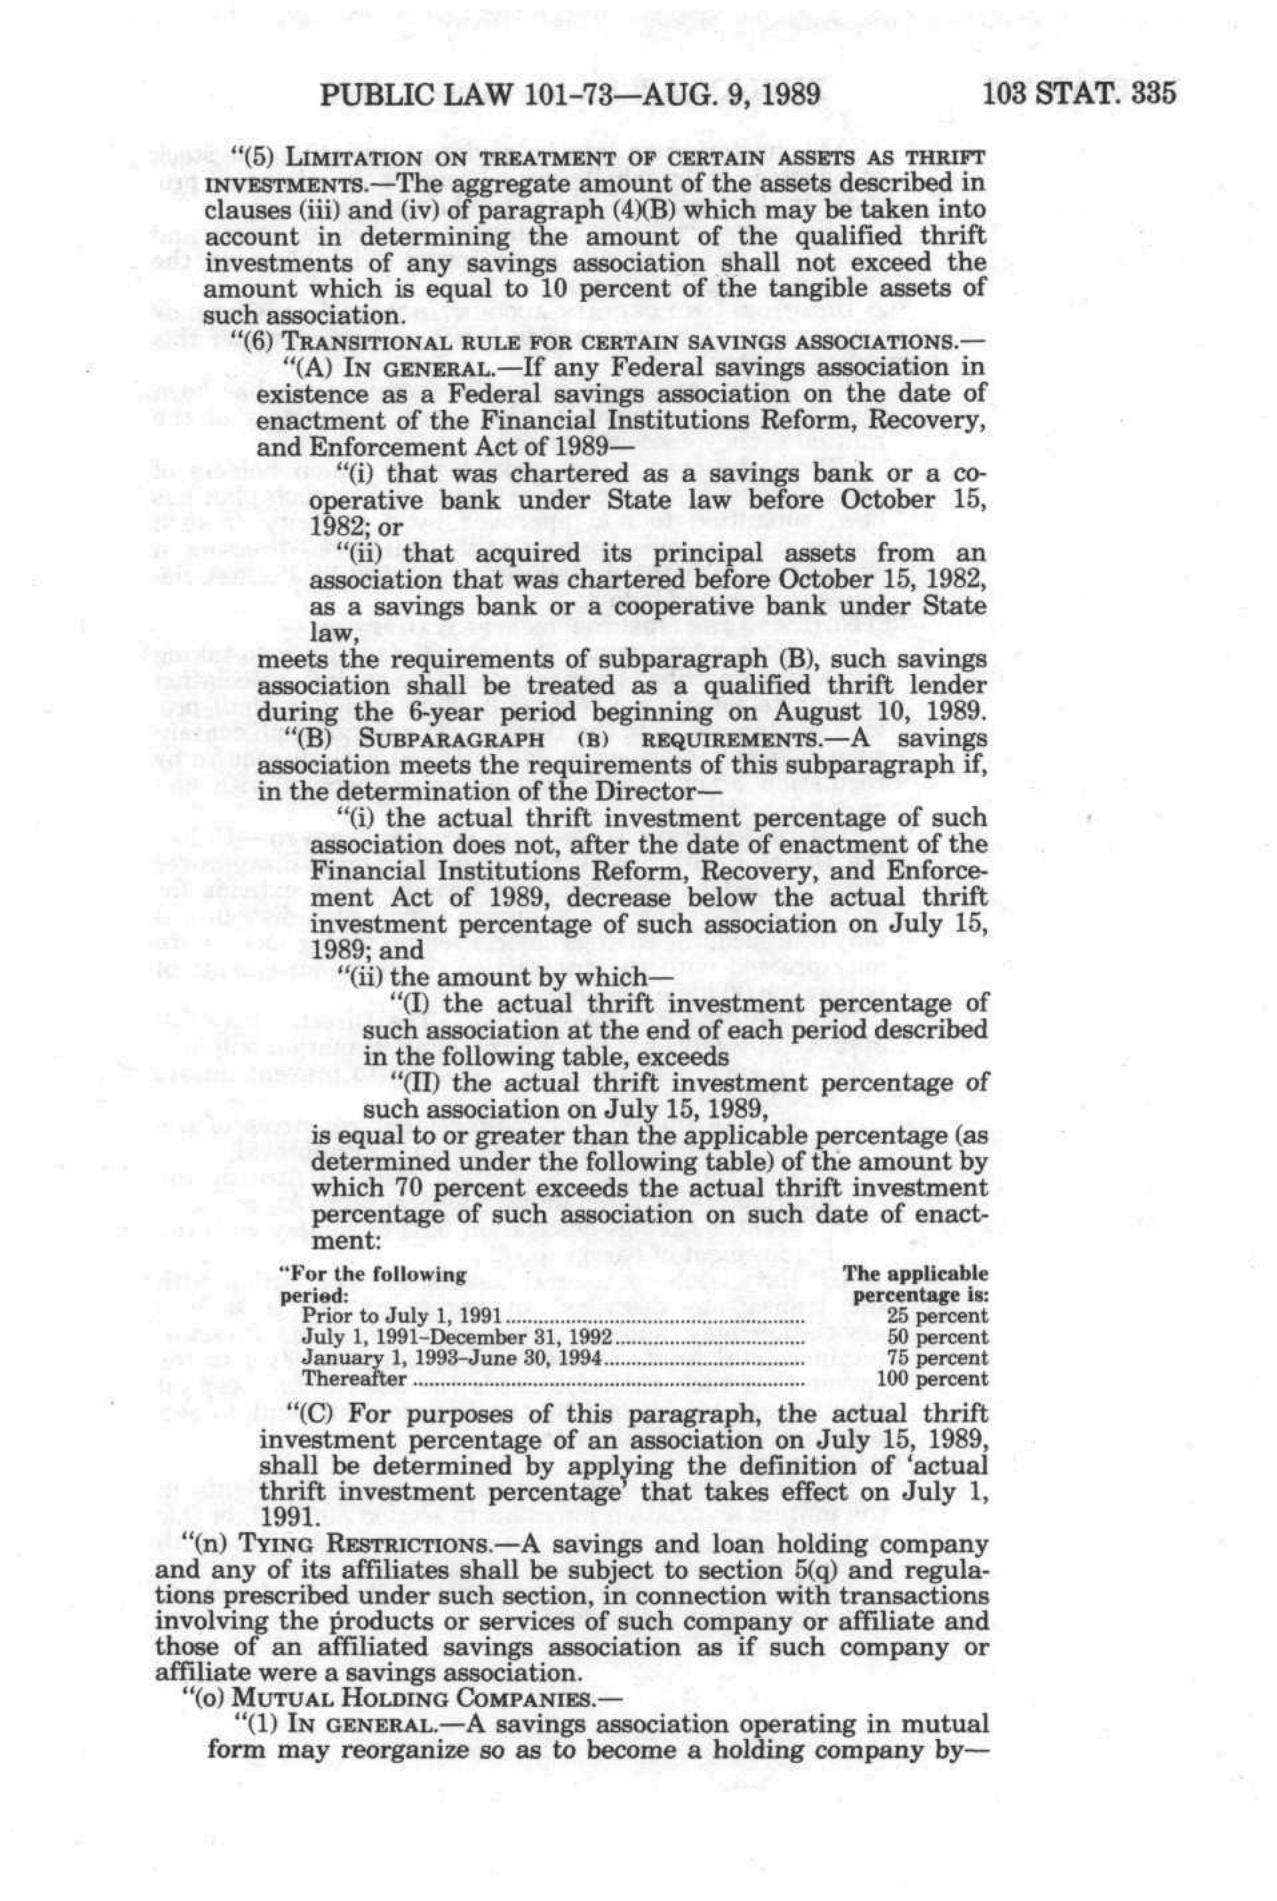 PUBLIC LAW 101-73—AUG. 9, 1989 103 STAT. 335
“(5) LIMITATION ON TREATMENT OF CERTAIN ASSETS AS THRIFT
INVESTMENTS.—The aggregate amount of the assets described in
clauses (iii) and (iv) of paragraph (4)(B) which may be taken into
account in determining the amount of the qualified thrift
investments of any savings association shall not exceed the
amount which is equal to 10 percent of the tangible assets of
such association.
“(6) TRANSITIONAL RULE FOR CERTAIN SAVINGS ASSOCIATIONS.—
“(A) IN GENERAL.—If any Federal savings association in
existence as a Federal savings association on the date of
enactment of the Financial Institutions Reform, Recovery,
and Enforcement Act of 1989—
“(i) that was chartered as a savings bank or a co-
operative bank under State law before October 15,
1982; or
“(ii) that acquired its principal assets from an
association that was chartered before October 15, 1982,
as a savings bank or a cooperative bank under State
law,
meets the requirements of subparagraph (B), such savings
association shall be treated as a qualified thrift lender
during the 6-year period beginning on August 10, 1989.
“(B) SUBPARAGRAPH (B) REQUIREMENTS.—A savings
association meets the requirements of this subparagraph if,
in the determination of the Director—
“(i) the actual thrift investment percentage of such
association does not, after the date of enactment of the
Financial Institutions Reform, Recovery, and Enforce-
ment Act of 1989, decrease below the actual thrift
investment percentage of such association on July 15,
1989; and
“(ii) the amount by which—
“(I) the actual thrift investment percentage of
such association at the end of each period described
in the following table, exceeds
“(II) the actual thrift investment percentage of
such association on July 15, 1989,
is equal to or greater than the applicable percentage (as
determined under the following table) of the amount by
which 70 percent exceeds the actual thrift investment
percentage of such association on such date of enact-
ment:
“For the following The applicable
period: percentage is:
Prior to July 1, 1991 25 percent
July 1, 1991–December 31, 1992 50 percent
January 1, 1993–June 30, 1994 75 percent
Thereafter 100 percent
“(C) For purposes of this paragraph, the actual thrift
investment percentage of an association on July 15, 1989,
shall be determined by applying the definition of ‘actual
thrift investment percentage’ that takes effect on July 1,
1991.
“(n) TYING RESTRICTIONS.—A savings and loan holding company
and any of its affiliates shall be subject to section 5(q) and regula-
tions prescribed under such section, in connection with transactions
involving the products or services of such company or affiliate and
those of an affiliated savings association as if such company or
affiliate were a savings association.
“(o) MUTUAL HOLDING COMPANIES.—
“(1) IN GENERAL.—A savings association operating in mutual
form may reorganize so as to become a holding company by—